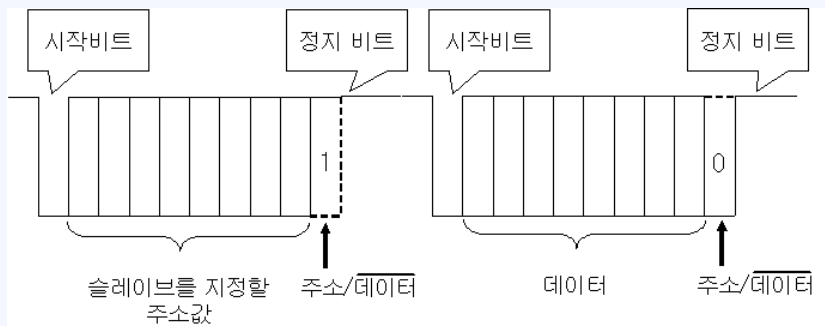 시작비트
정지 비트
시작비트
정지 비트
1
0
슬레이브를 지정할
주소값
주소/데이터
데이터
주소/데이터